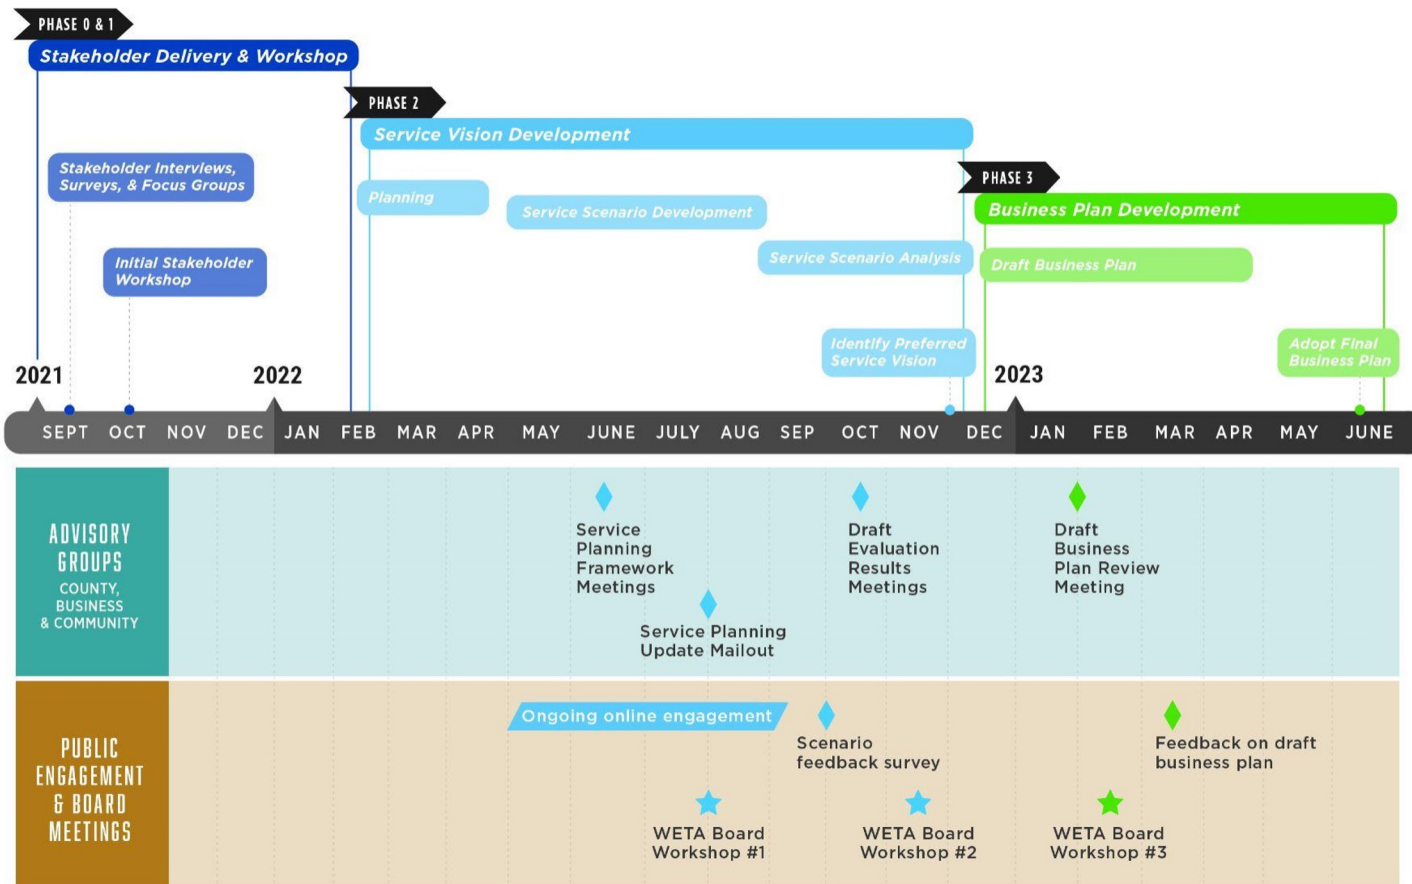 PHASE 0 & 1
Stakeholder Delivery & Workshop
PHASE 2
Service Vision Development
Stakeholder Interviews,
Surveys, & Focus Groups
Planning
Service Scenario Development
PHASE 3
Business Plan Development
Initial Stakeholder
Workshop
Service Scenario Analysis
Draft Business Plan
Identify Preferred
Service Vision
Adopt Final
Business Plan
2021
2022
2023
SEPT OCT NOV DEC JAN FEB MAR APR MAY JUNE JULY AUG SEP OCT NOV DEC JAN FEB MAR APR MAY JUNE
ADVISORY
GROUPS
COUNTY,
BUSINESS
& COMMUNITY
Service
Planning
Framework
Meetings
Service Planning
Update Mailout
Draft
Evaluation
Results
Meetings
Draft
Business
Plan Review
Meeting
PUBLIC
ENGAGEMENT
& BOARD
MEETINGS
Ongoing online engagement
Scenario
feedback survey
Feedback on draft
business plan
WETA Board
Workshop #1
WETA Board
Workshop #2
WETA Board
Workshop #3